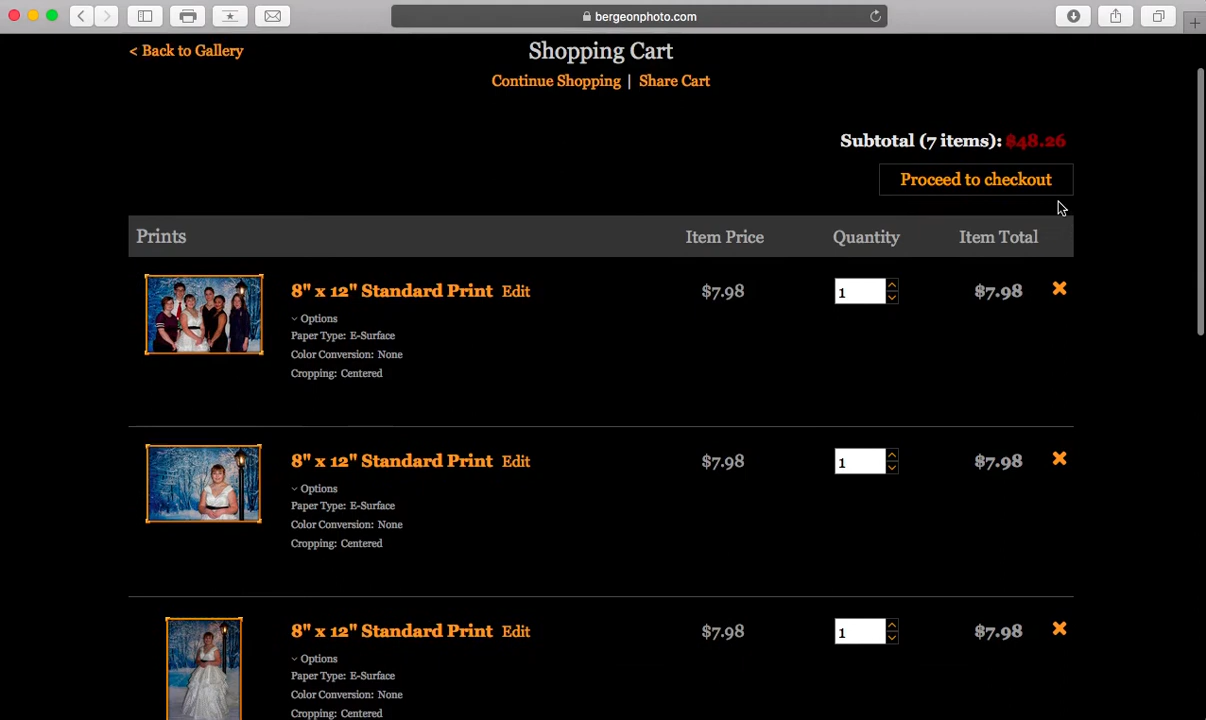 bergeonphoto.com
< Back to Gallery
Shopping Cart
Continue Shopping | Share Cart
Subtotal (7 items): $48.26
Proceed to checkout
Prints Item Price Quantity Item Total
8" x 12" Standard Print Edit $7.98 1 $7.98
Options
Paper Type: E-Surface
Color Conversion: None
Cropping: Centered
8" x 12" Standard Print Edit $7.98 1 $7.98
Options
Paper Type: E-Surface
Color Conversion: None
Cropping: Centered
8" x 12" Standard Print Edit $7.98 1 $7.98
Options
Paper Type: E-Surface
Color Conversion: None
Cropping: Centered